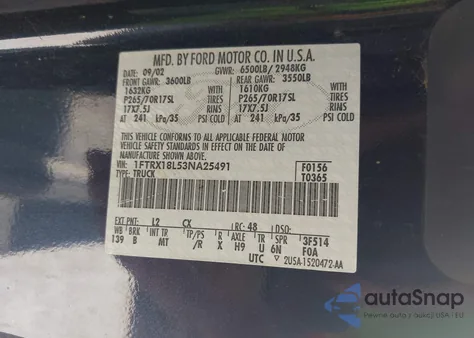 MFD. BY FORD MOTOR CO. IN U.S.A.
DATE: 09/02 GVWR: 6500LB/ 2948KG
FRONT GAWR: 3600LB REAR GAWR: 3550LB
1632KG WITH 1610KG WITH
P265/70R17SL TIRES P265/70R17SL TIRES
17X7.5J RIMS 17X7.5J RIMS
AT 241 kPa/35 PSI COLD AT 241 kPa/35 PSI COLD
THIS VEHICLE CONFORMS TO ALL APPLICABLE FEDERAL MOTOR
VEHICLE SAFETY STANDARDS IN EFFECT ON THE DATE OF
MANUFACTURE SHOWN ABOVE.
VIN: 1FTRX18L53NA25491 F0156
TYPE: TRUCK T0365
EXT PNT: L2 CX RC: 48 DSO:
WB BRK INT TR TP/PS R AXLE TR SPR 3F514
139 B MT /R X H9 U 6N F0A
UTC ▽ 2U5A-1520472-AA
autoSnap